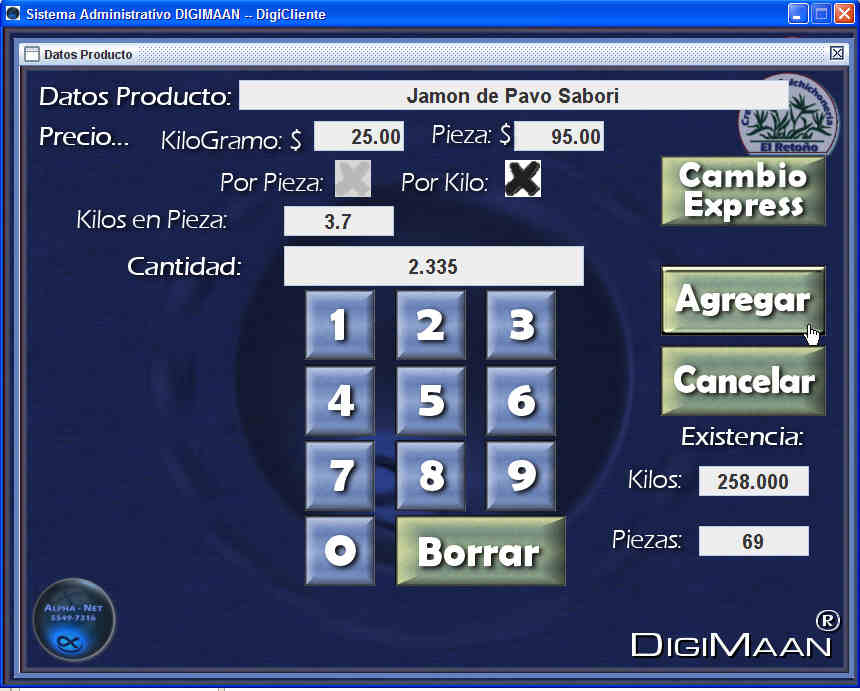 Sistema Administrativo DIGIMAAN -- DigiCliente
Datos Producto
Datos Producto: Jamon de Pavo Sabori
Precio... KiloGramo: $ 25.00 Pieza: $ 95.00
El Retoño
Por Pieza: Por Kilo:
Cambio
Express
Kilos en Pieza: 3.7
Cantidad: 2.335
Agregar
1 2 3
Cancelar
4 5 6
Existencia:
7 8 9
Kilos: 258.000
Piezas: 69
0 Borrar
ALPHA - NET
5549-7316
DIGIMAAN ®